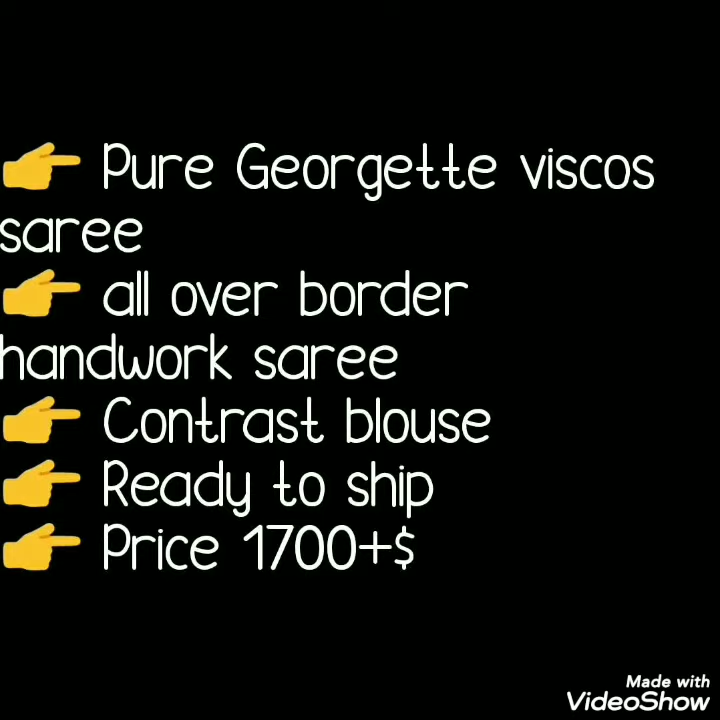 👉 Pure Georgette viscos
saree
👉 all over border
handwork saree
👉 Contrast blouse
👉 Ready to ship
👉 Price 1700+$
Made with
VideoShow